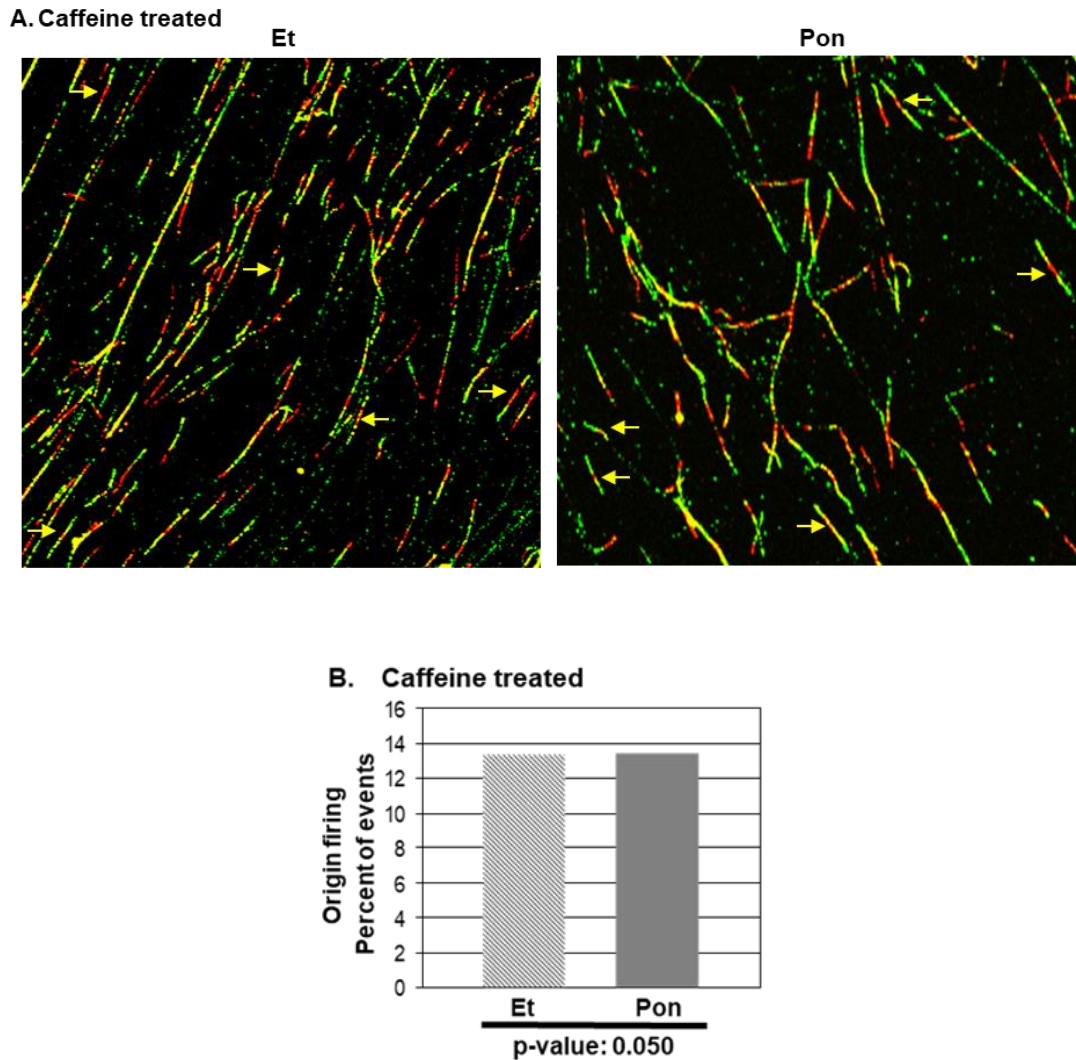 A. Caffeine treated
Et
Pon
B. Caffeine treated
Origin firing
Percent of events
16
14
12
10
8
6
4
2
0
Et
Pon
p-value: 0.050